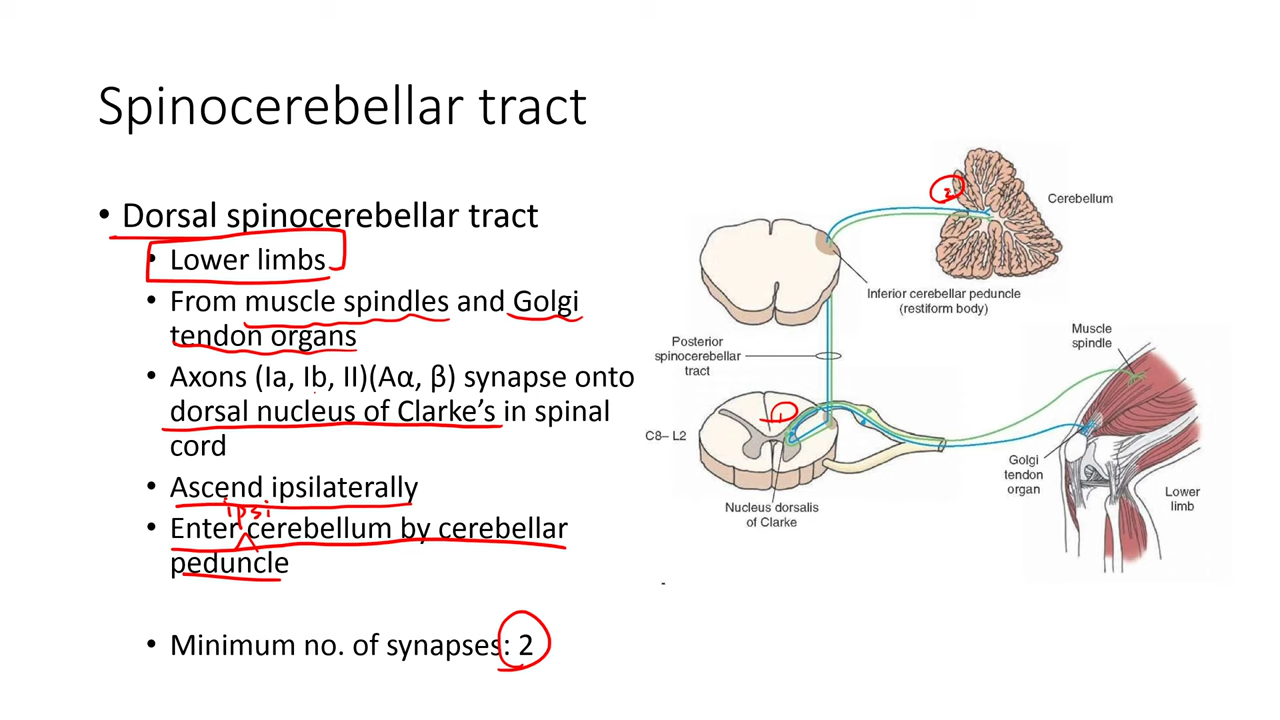 Spinocerebellar tract
• Dorsal spinocerebellar tract
• Lower limbs
• From muscle spindles and Golgi
tendon organs
• Axons (Ia, Ib, II)(Aα, β) synapse onto
dorsal nucleus of Clarke’s in spinal
cord
• Ascend ipsilaterally
ipsi
• Enter cerebellum by cerebellar
peduncle
• Minimum no. of synapses: 2
2
Cerebellum
Inferior cerebellar peduncle
(restiform body)
Posterior
spinocerebellar
tract
Muscle
spindle
1
C8– L2
Nucleus dorsalis
of Clarke
Golgi
tendon
organ
Lower
limb